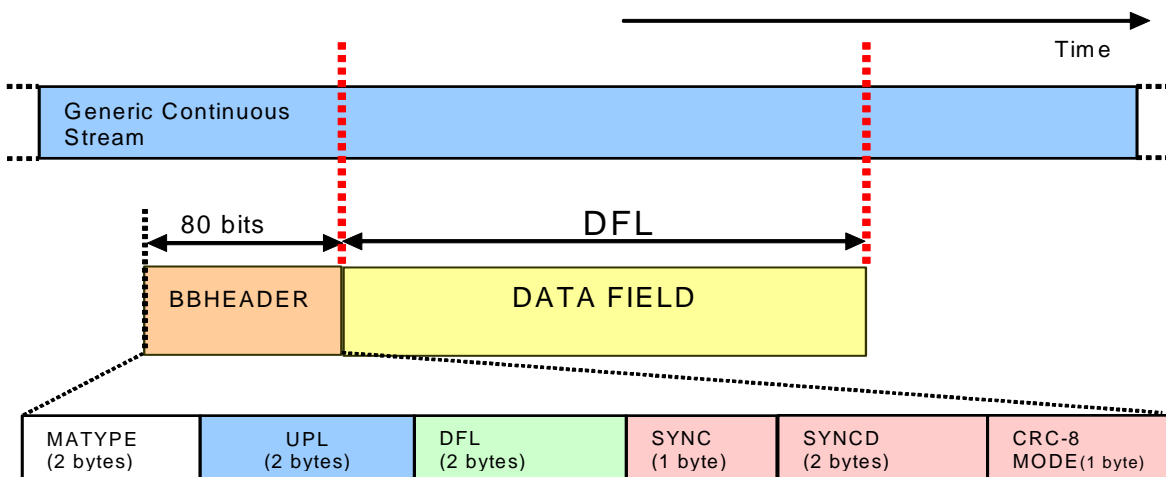 Time
Generic Continuous
Stream
80 bits
DFL
BBHEADER
DATA FIELD
MATYPE
(2 bytes)
UPL
(2 bytes)
DFL
(2 bytes)
SYNC
(1 byte)
SYNCD
(2 bytes)
CRC-8
MODE(1 byte)